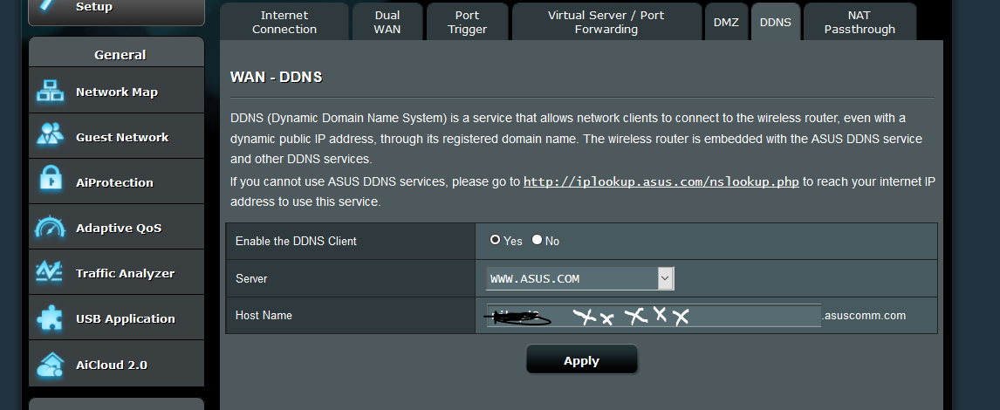 Setup
General
Network Map
Guest Network
AiProtection
Adaptive QoS
Traffic Analyzer
USB Application
AiCloud 2.0
Internet
Connection
Dual
WAN
Port
Trigger
Virtual Server / Port
Forwarding
DMZ
DDNS
NAT
Passthrough
WAN - DDNS
DDNS (Dynamic Domain Name System) is a service that allows network clients to connect to the wireless router, even with a
dynamic public IP address, through its registered domain name. The wireless router is embedded with the ASUS DDNS service
and other DDNS services.
If you cannot use ASUS DDNS services, please go to http://iplookup.asus.com/nslookup.php to reach your internet IP
address to use this service.
Enable the DDNS Client Yes No
Server WWW.ASUS.COM
Host Name xx xxx .asuscomm.com
Apply